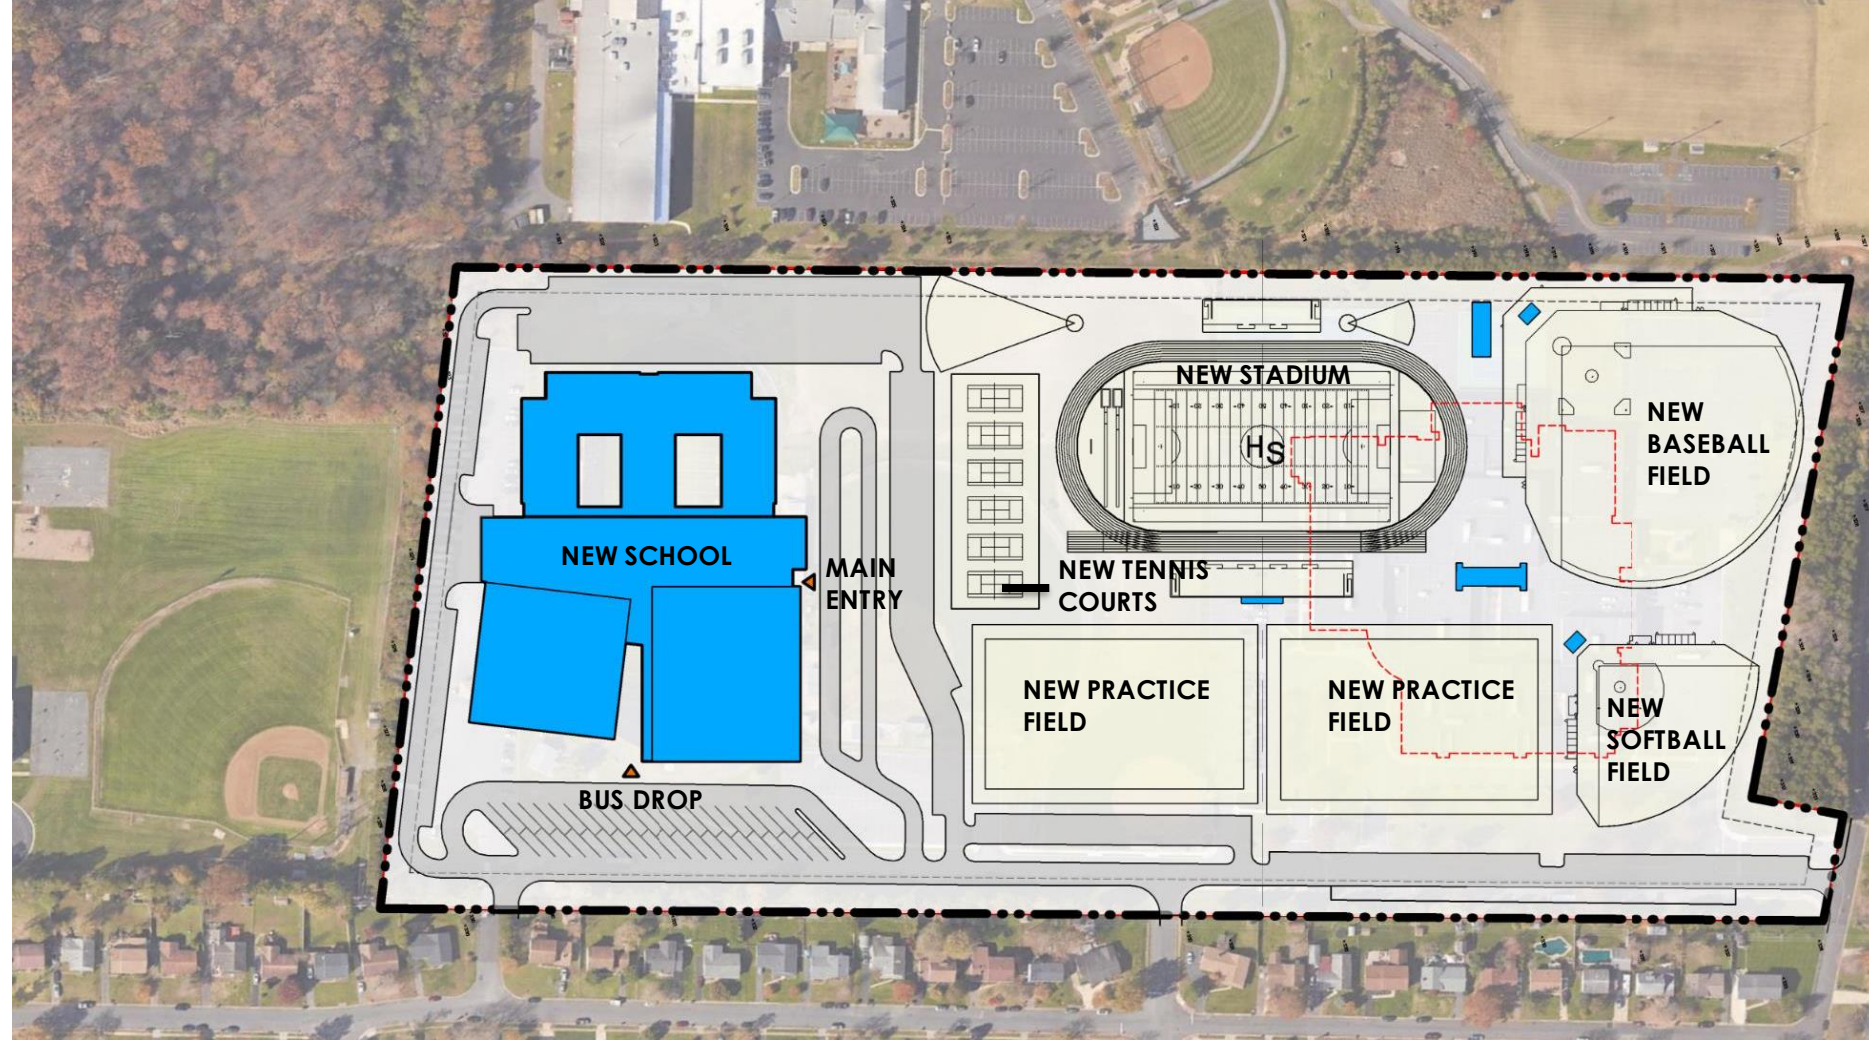 NEW STADIUM
HS
NEW
BASEBALL
FIELD
NEW SCHOOL
MAIN
ENTRY
NEW TENNIS
COURTS
NEW PRACTICE
FIELD
NEW PRACTICE
FIELD
NEW
SOFTBALL
FIELD
BUS DROP